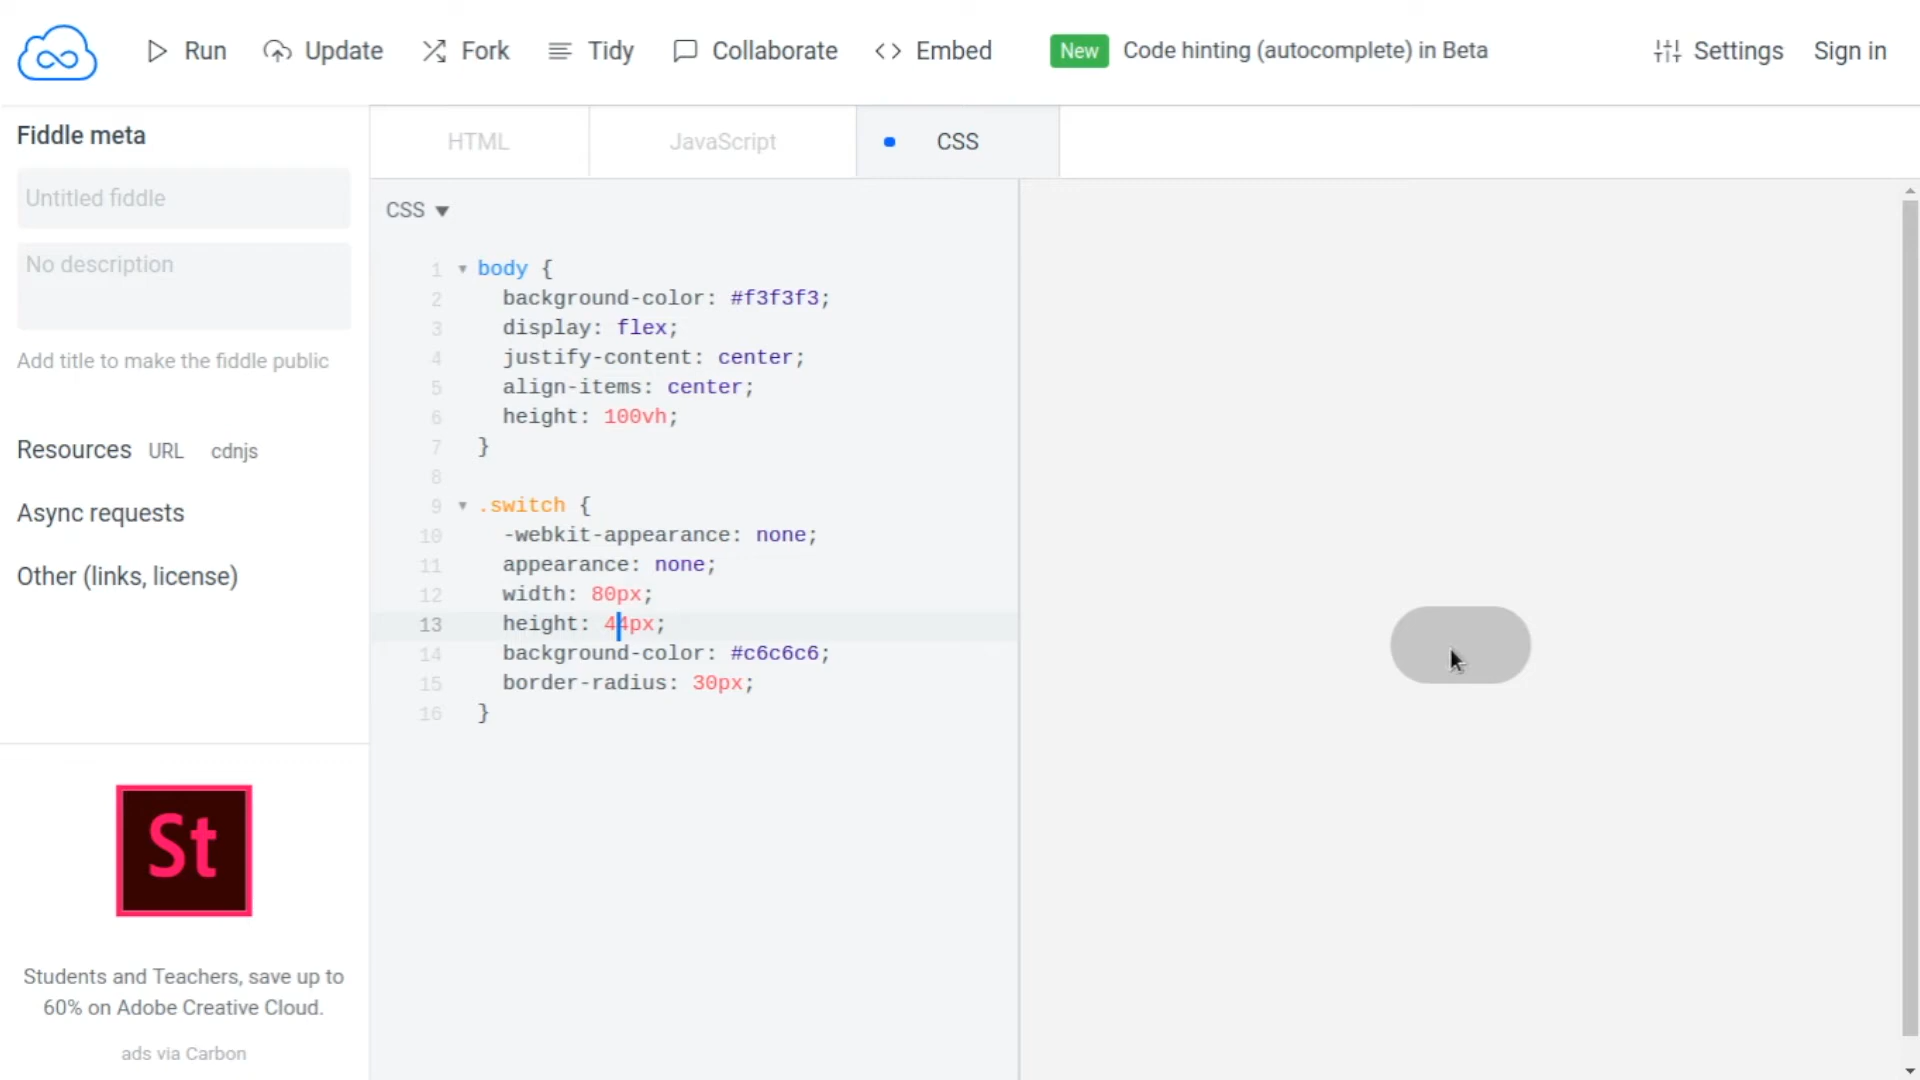 Run Update Fork Tidy Collaborate Embed New Code hinting (autocomplete) in Beta Settings Sign in
Fiddle meta
Untitled fiddle
No description
Add title to make the fiddle public
Resources URL cdnjs
Async requests
Other (links, license)
St
Students and Teachers, save up to
60% on Adobe Creative Cloud.
ads via Carbon
HTML JavaScript CSS
CSS ▼
1 body {
2 background-color: #f3f3f3;
3 display: flex;
4 justify-content: center;
5 align-items: center;
6 height: 100vh;
7 }
8
9 .switch {
10 -webkit-appearance: none;
11 appearance: none;
12 width: 80px;
13 height: 44px;
14 background-color: #c6c6c6;
15 border-radius: 30px;
16 }